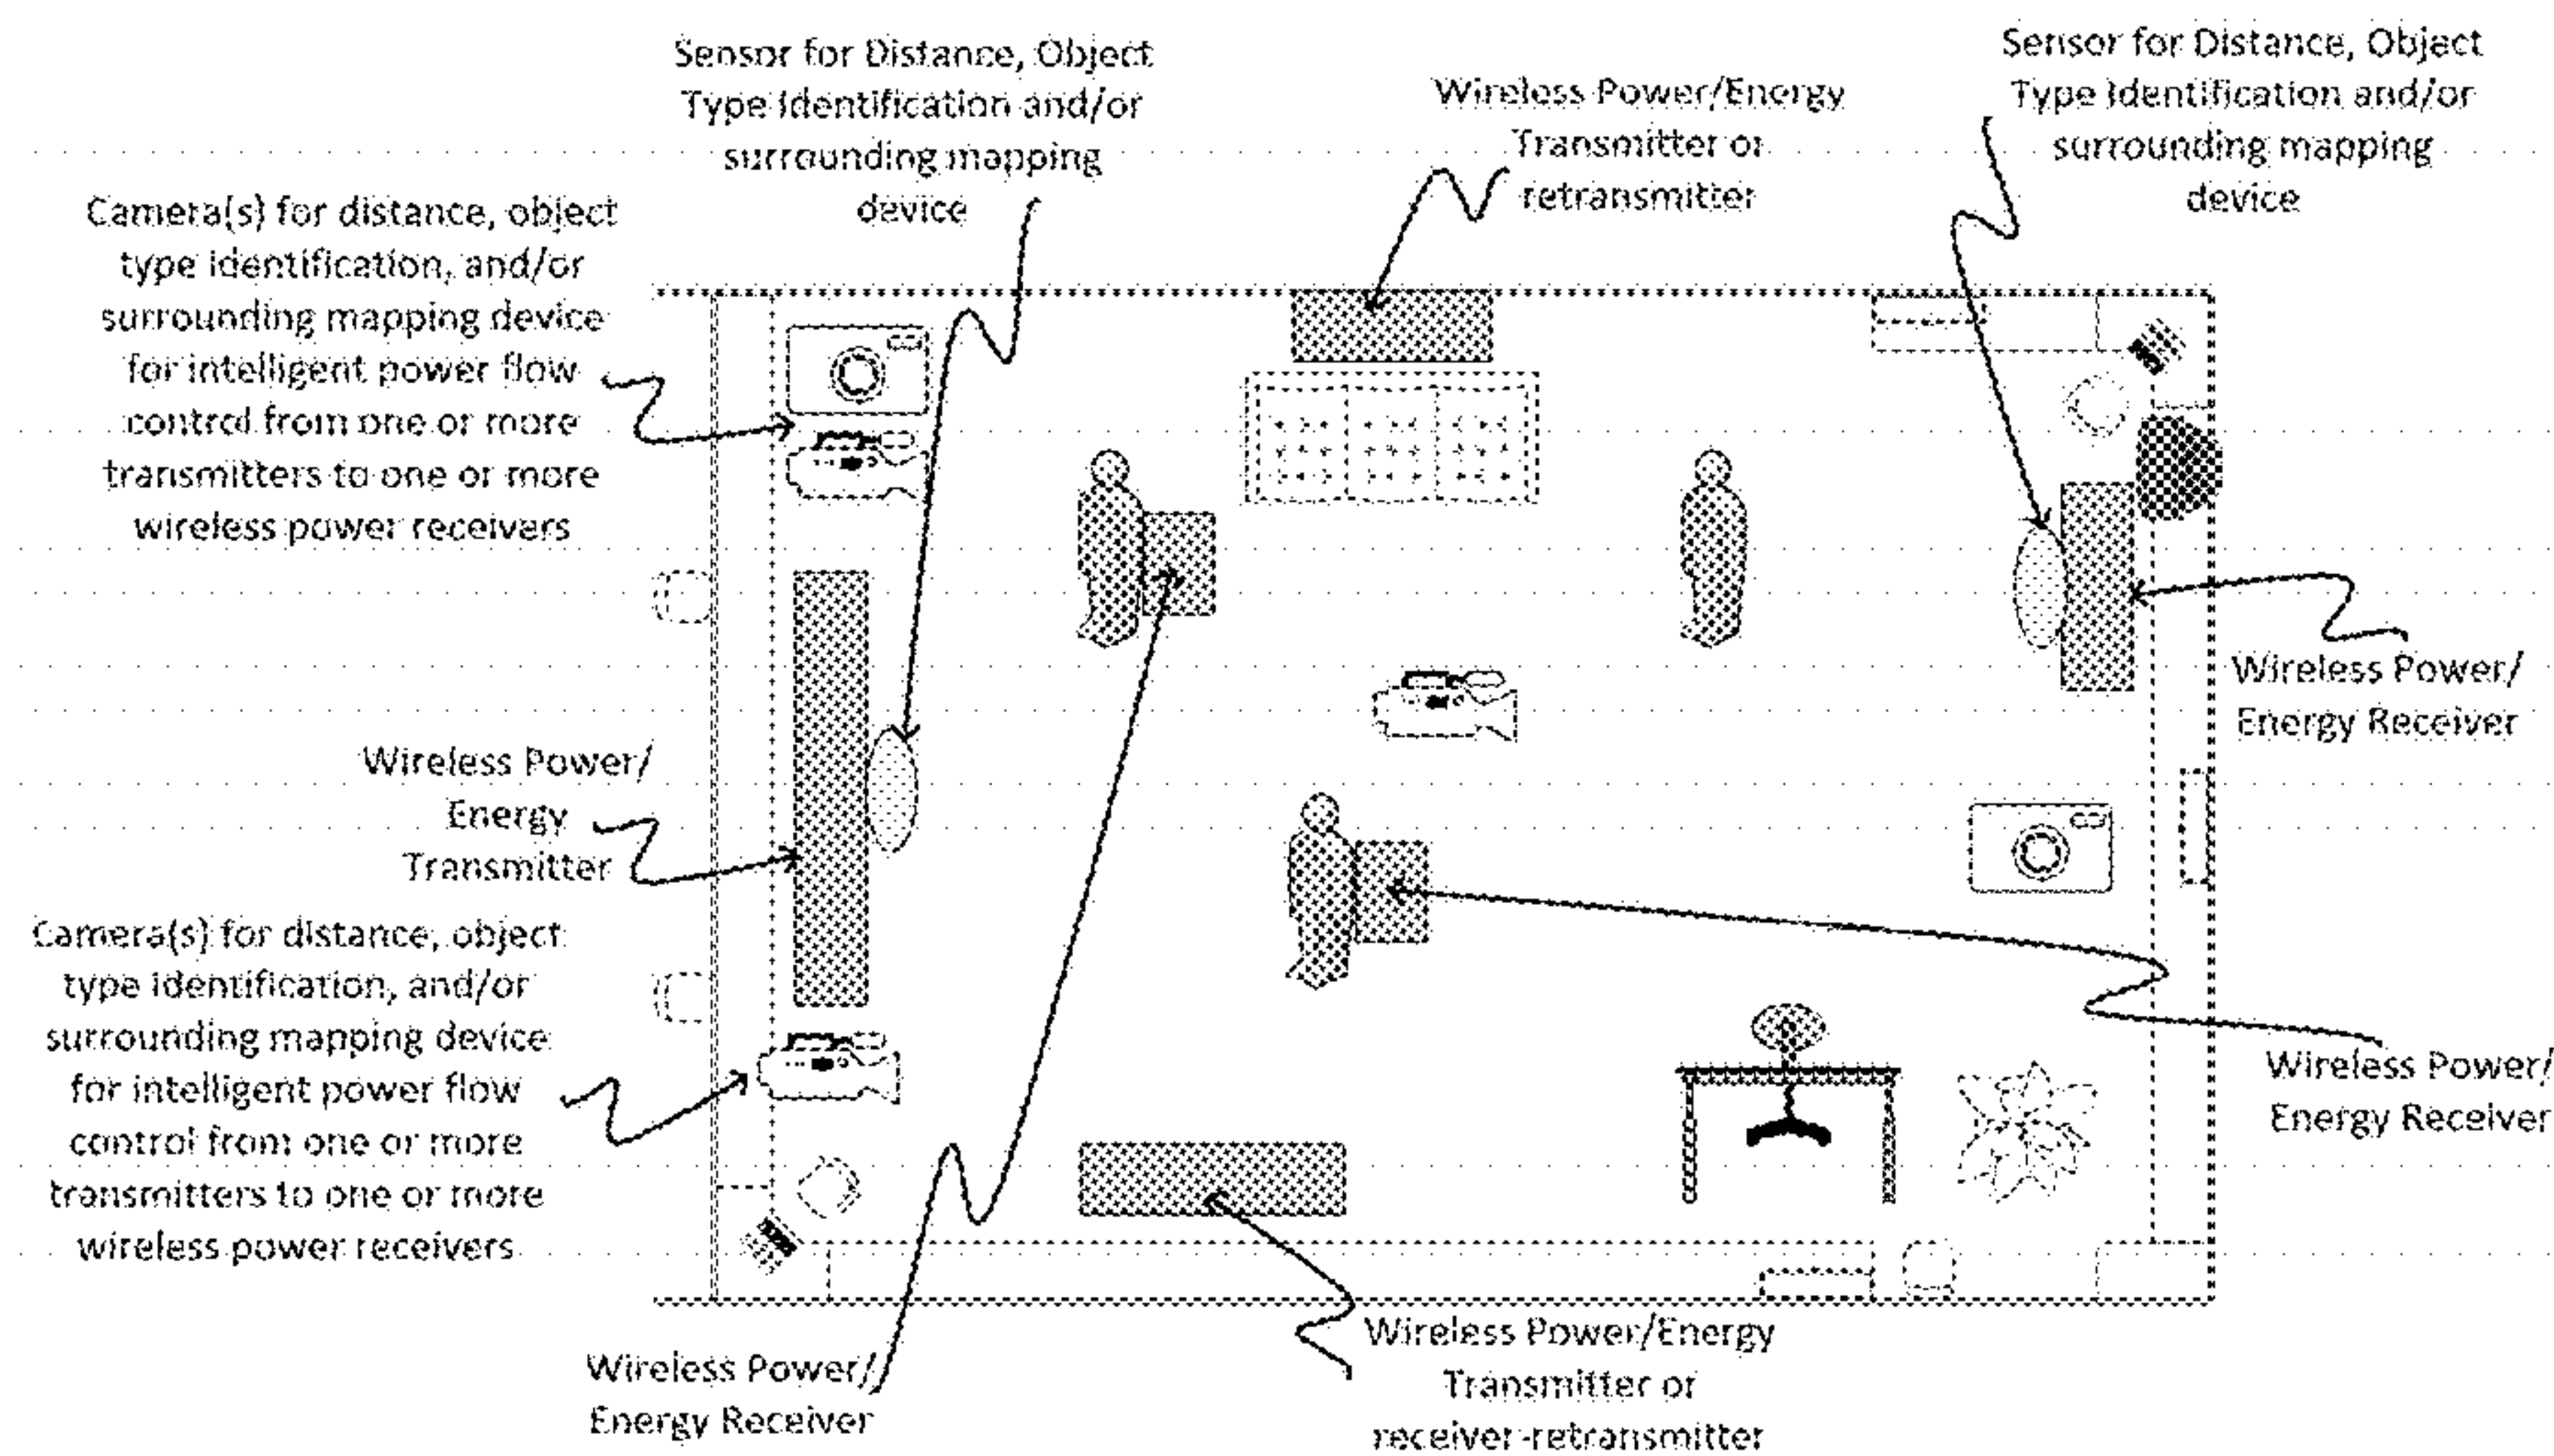 Sensor for Distance, Object
Type Identification and/or
surrounding mapping
device
Wireless Power/Energy
Transmitter or
retransmitter
Sensor for Distance, Object
Type Identification and/or
surrounding mapping
device
Camera(s) for distance, object
type identification, and/or
surrounding mapping device
for intelligent power flow
control from one or more
transmitters to one or more
wireless power receivers
Wireless Power/
Energy Receiver
Wireless Power/
Energy
Transmitter
Camera(s) for distance, object
type identification, and/or
surrounding mapping device
for intelligent power flow
control from one or more
transmitters to one or more
wireless power receivers
Wireless Power/
Energy Receiver
Wireless Power/
Energy Receiver
Wireless Power/Energy
Transmitter or
receiver-retransmitter